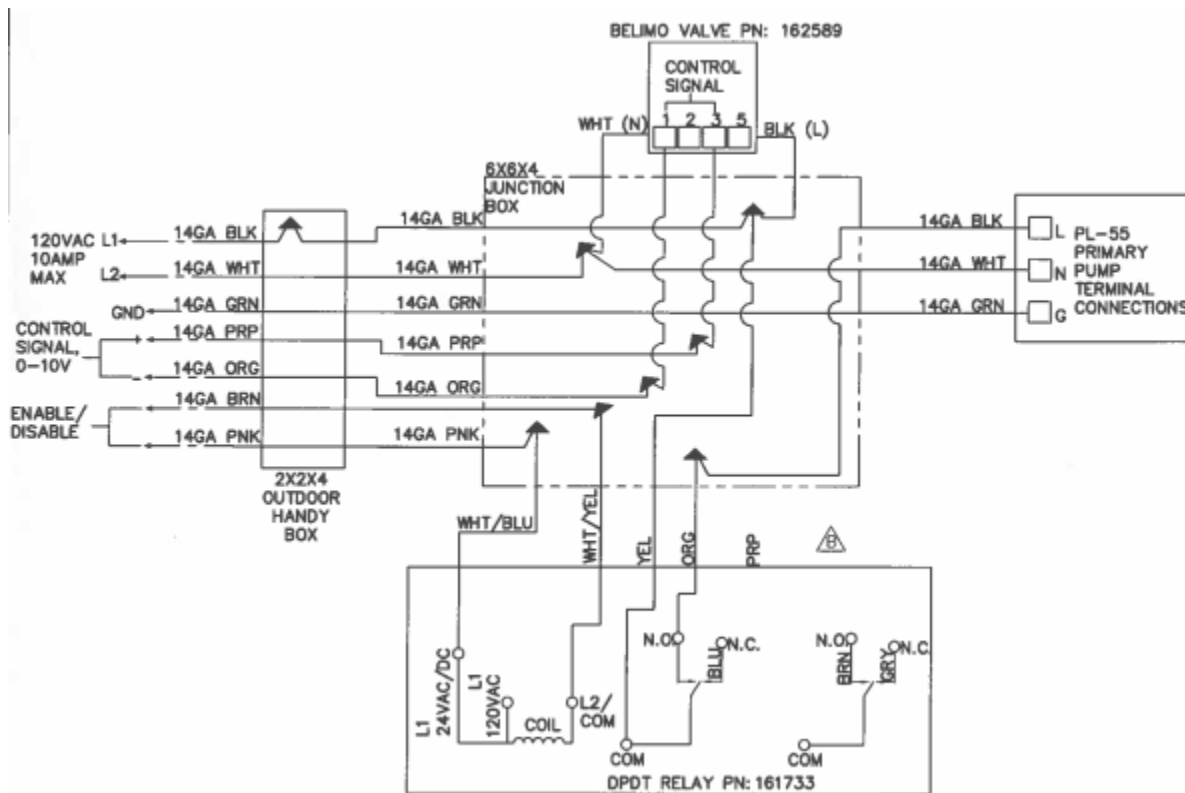 BELIMO VALVE PN: 162589
CONTROL
SIGNAL
1 2 3 5
WHT (N)
BLK (L)
6X6X4
JUNCTION
BOX
120VAC L1
10AMP
MAX
L2
GND
14GA BLK
14GA WHT
14GA GRN
14GA PRP
14GA ORG
14GA BRN
14GA PNK
14GA BLK
14GA WHT
14GA GRN
14GA PRP
14GA ORG
14GA PNK
14GA BLK
14GA WHT
14GA GRN
L
N
G
PL-55
PRIMARY
PUMP
TERMINAL
CONNECTIONS
CONTROL
SIGNAL,
0-10V
+
-
ENABLE/
DISABLE
2X2X4
OUTDOOR
HANDY
BOX
WHT/BLU
WHT/YEL
YEL
ORG
PRP
B
L1
24VAC/DC
L1
120VAC
COIL
L2/
COM
N.O.
BLU
N.C.
COM
N.O.
BRN
GRY
N.C.
COM
DPDT RELAY PN: 161733